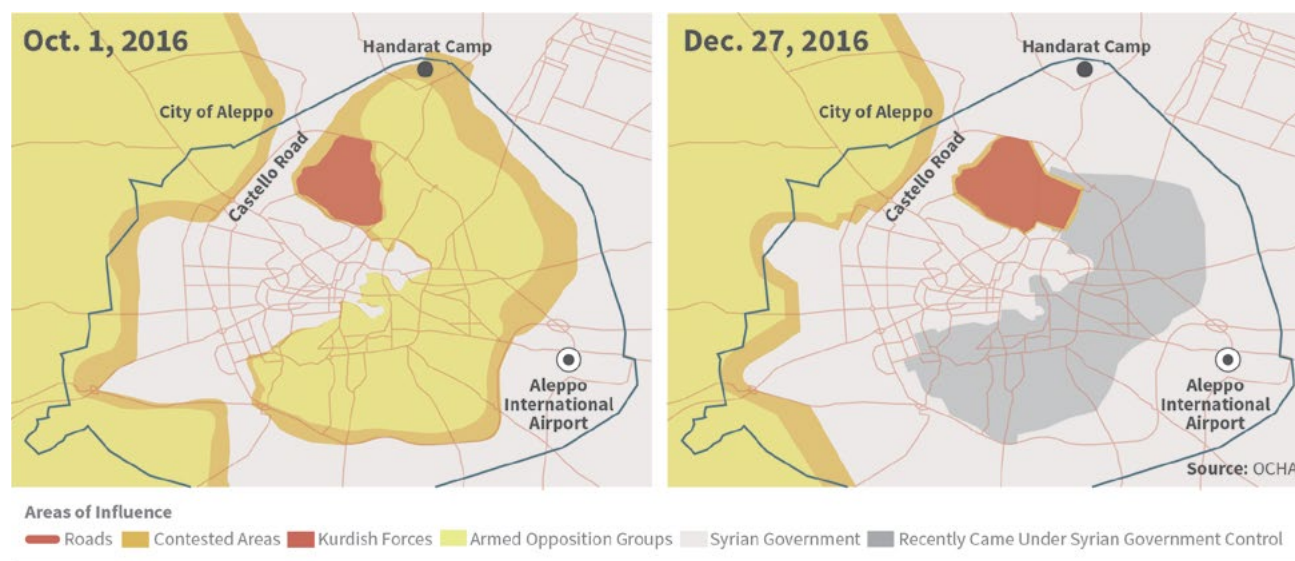 Oct. 1, 2016
Handarat Camp
City of Aleppo
Castello Road
Aleppo
International
Airport
Dec. 27, 2016
Handarat Camp
City of Aleppo
Castello Road
Aleppo
International
Airport
Source: OCHA
Areas of Influence
Roads Contested Areas Kurdish Forces Armed Opposition Groups Syrian Government Recently Came Under Syrian Government Control